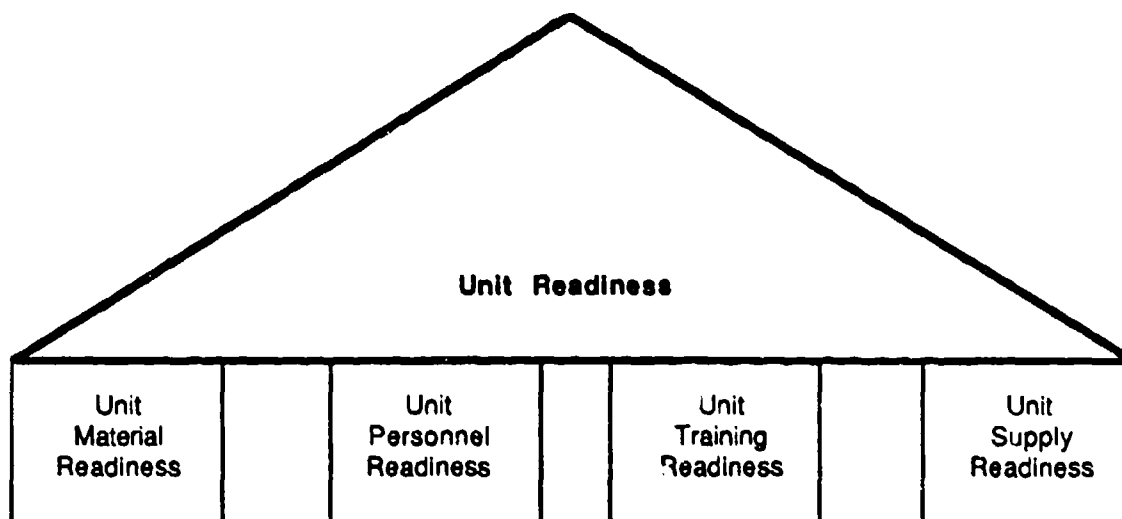 Unit Readiness
Unit
Material
Readiness
Unit
Personnel
Readiness
Unit
Training
Readiness
Unit
Supply
Readiness